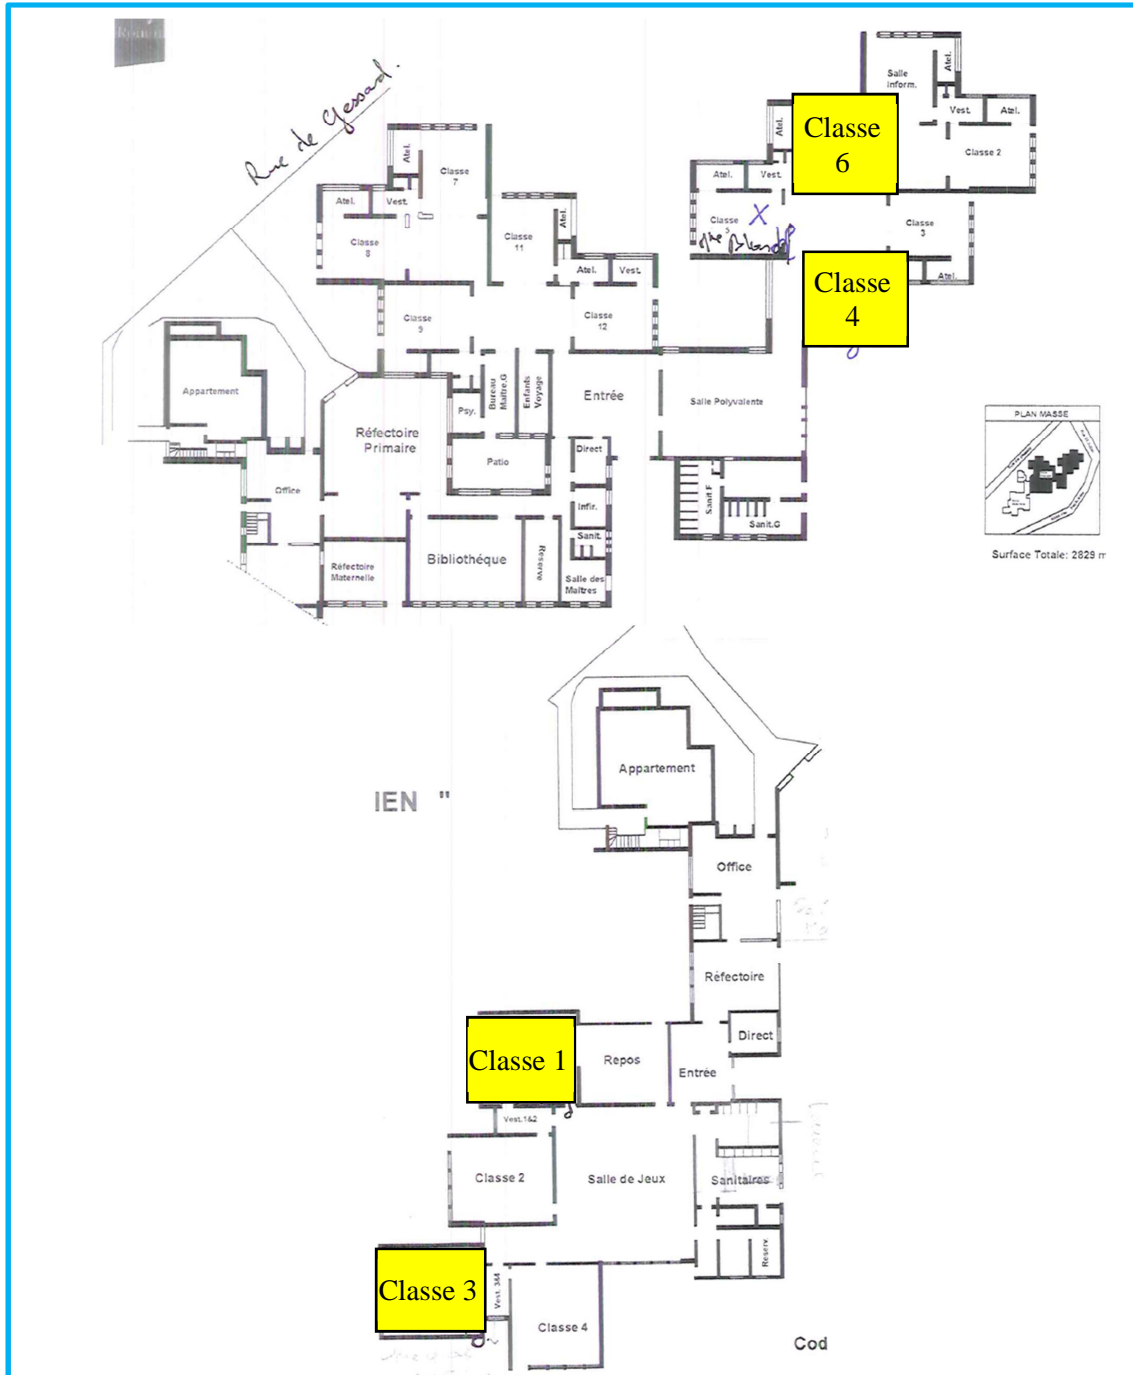 Rue de Gessard.
Salle
Inform.
Atel.
Vest.
Atel.
Classe 2
Classe
6
Atel.
Vest.
Atel.
Classe
5
X
Classe
3
Atel.
Classe
4
Atel.
Classe
7
Atel.
Vest.
Classe
8
Classe
11
Atel.
Atel.
Vest.
Classe
9
Classe
12
Appartement
Réfectoire
Primaire
Psy.
Bureau
Maître.G
Enfants
Voyage
Entrée
Salle Polyvalente
Patio
Direct
Office
Infir.
Sanit.
Sanit.F
Sanit.G
Réfectoire
Maternelle
Bibliothéque
Reserve
Salle des
Maîtres
PLAN MASSE
Surface Totale: 2829 m
IEN "
Appartement
Office
Réfectoire
Direct
Classe 1
Repos
Entrée
Vest.1&2
Classe 2
Salle de Jeux
Sanitaires
Reserv.
Classe 3
Vest. 3&4
Classe 4
Cod